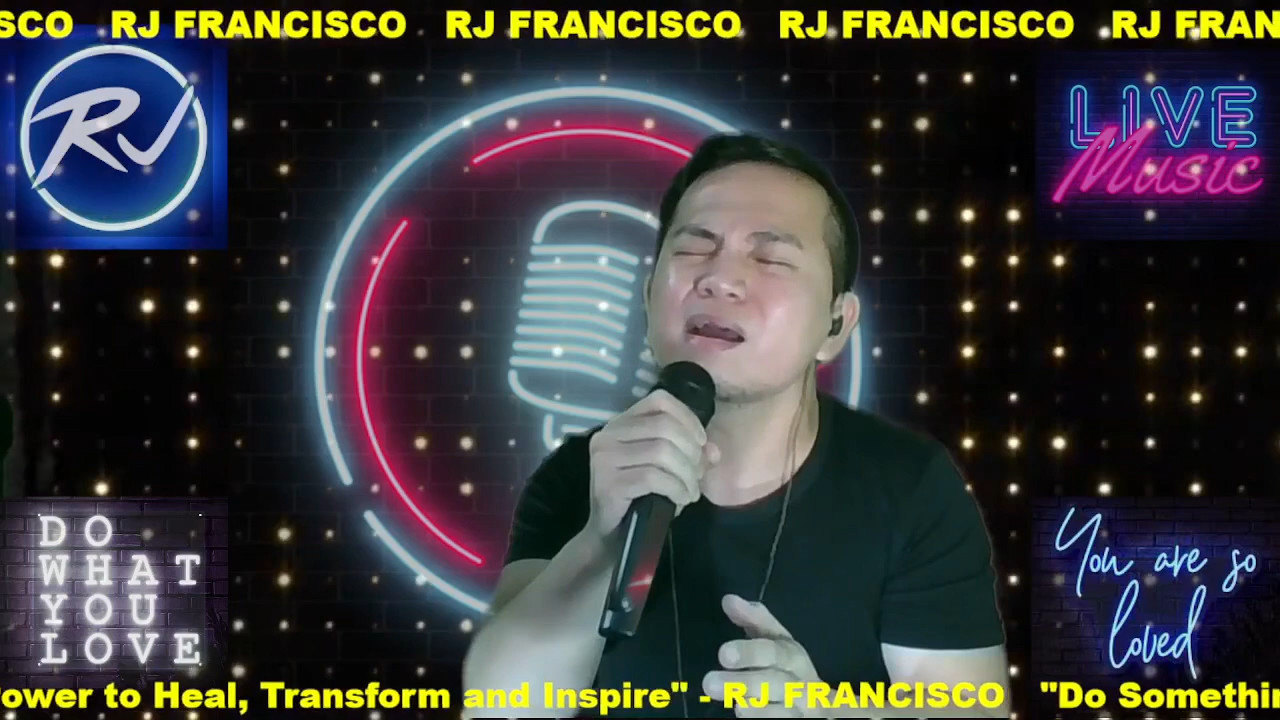 SCO RJ FRANCISCO RJ FRANCISCO RJ FRANCISCO RJ FRAN
RJ
LIVE
Music
DO
WHAT
YOU
LOVE
You are so
loved
ower to Heal, Transform and Inspire" - RJ FRANCISCO "Do Somethin